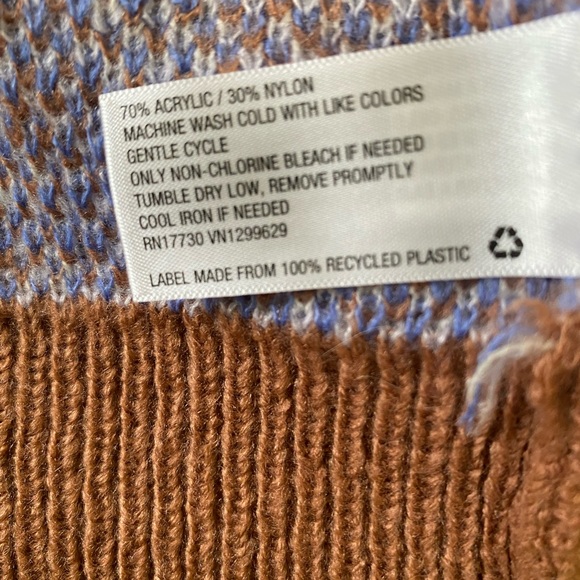 70% ACRYLIC / 30% NYLON
MACHINE WASH COLD WITH LIKE COLORS
GENTLE CYCLE
ONLY NON-CHLORINE BLEACH IF NEEDED
TUMBLE DRY LOW, REMOVE PROMPTLY
COOL IRON IF NEEDED
RN17730 VN1299629
LABEL MADE FROM 100% RECYCLED PLASTIC